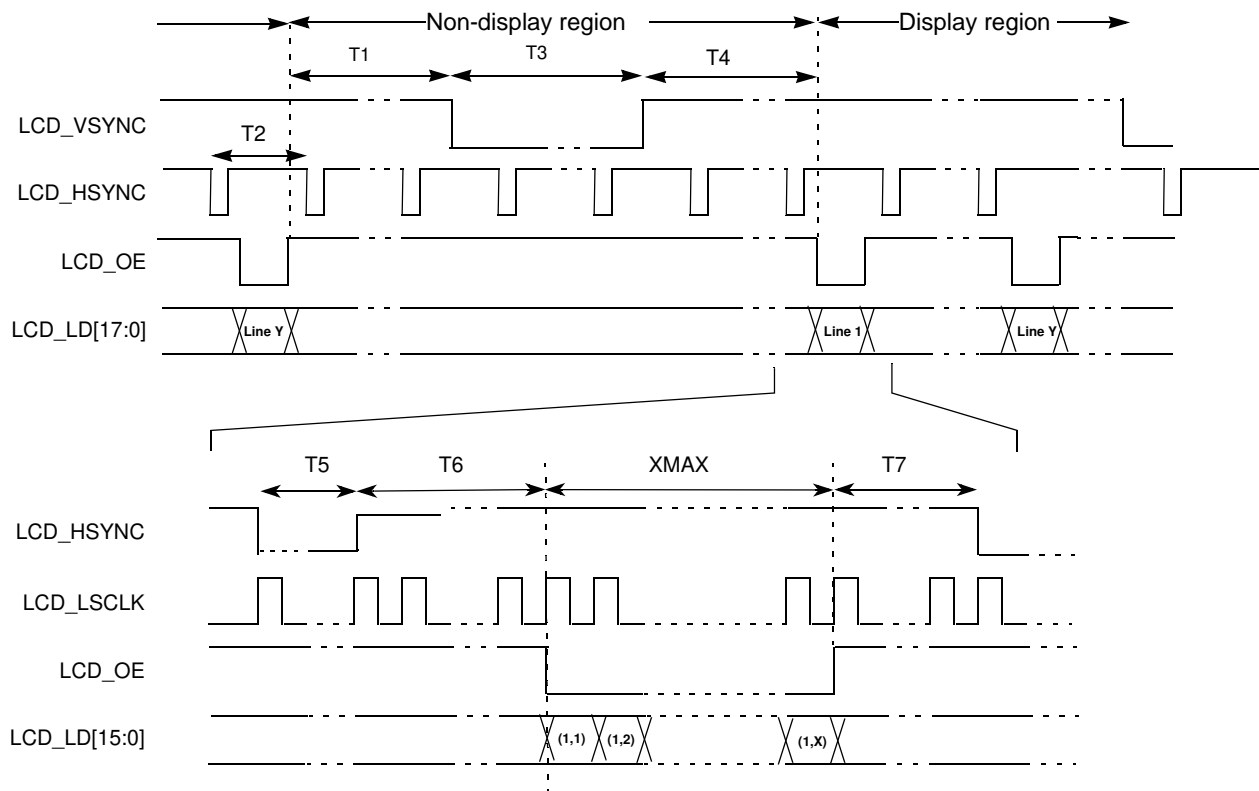 Non-display region
Display region
T1
T3
T4
LCD_VSYNC
T2
LCD_HSYNC
LCD_OE
LCD_LD[17:0]
Line Y
Line 1
Line Y
T5
T6
XMAX
T7
LCD_HSYNC
LCD_LSCLK
LCD_OE
LCD_LD[15:0]
(1,1)
(1,2)
(1,X)